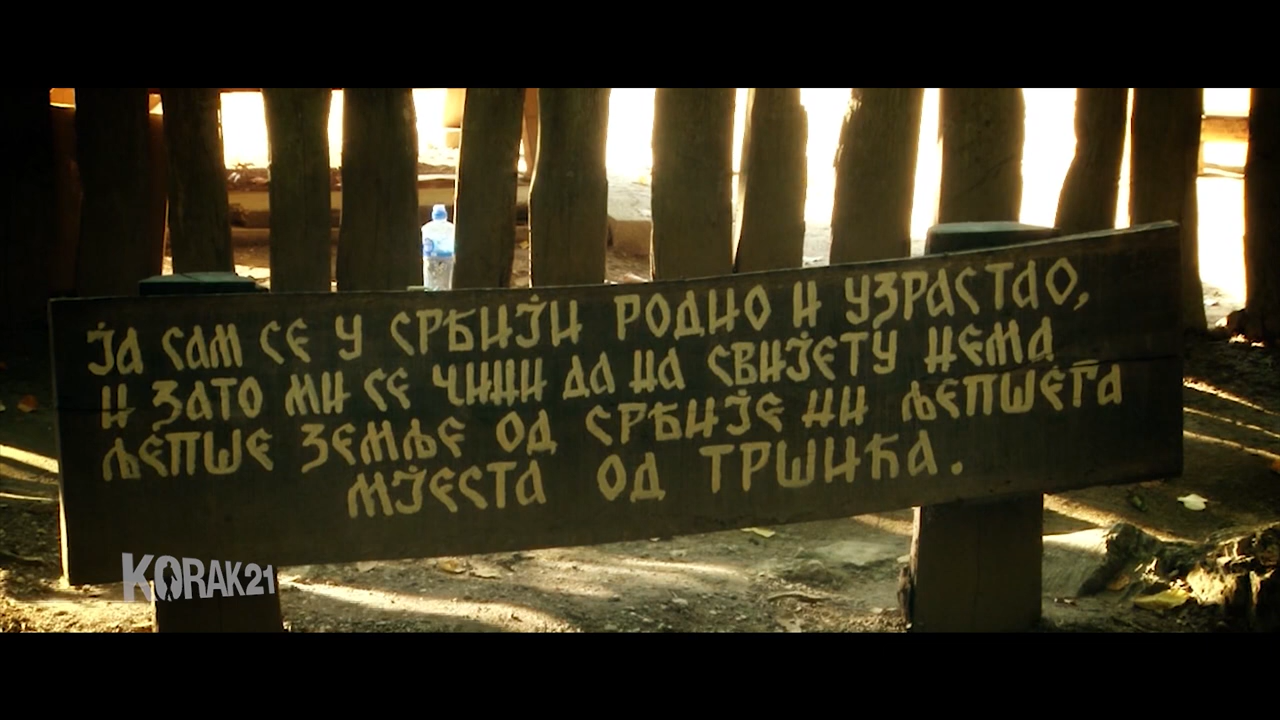 ЈА САМ СЕ У СРБИЈИ РОДИО И УЗРАСТАО,
И ЗАТО МИ СЕ ЧИНИ ДА НА СВИЈЕТУ НЕМА
ЉЕПШЕ ЗЕМЉЕ ОД СРБИЈЕ НИ ЉЕПШЕГА
МЈЕСТА ОД ТРШИЋА.
KORAK21